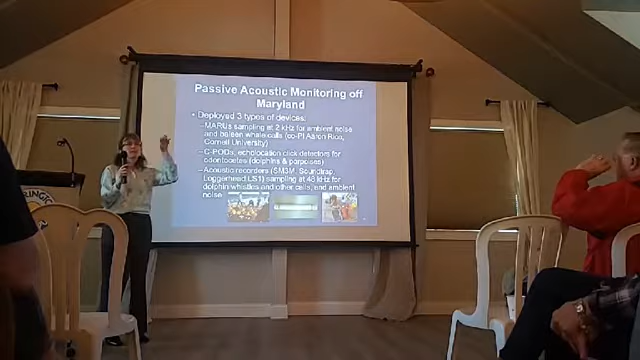 Passive Acoustic Monitoring off
Maryland
• Deployed 3 types of devices:
–MARUs sampling at 2 kHz for ambient noise
and baleen whale calls (co-PI Aaron Rice,
Cornell University)
–C-PODs, echolocation click detectors for
odontocetes (dolphins & porpoises)
–Acoustic recorders (SM3M, Soundtrap,
Loggerhead LS1) sampling at 48 kHz for
dolphin whistles and other calls, and ambient
noise